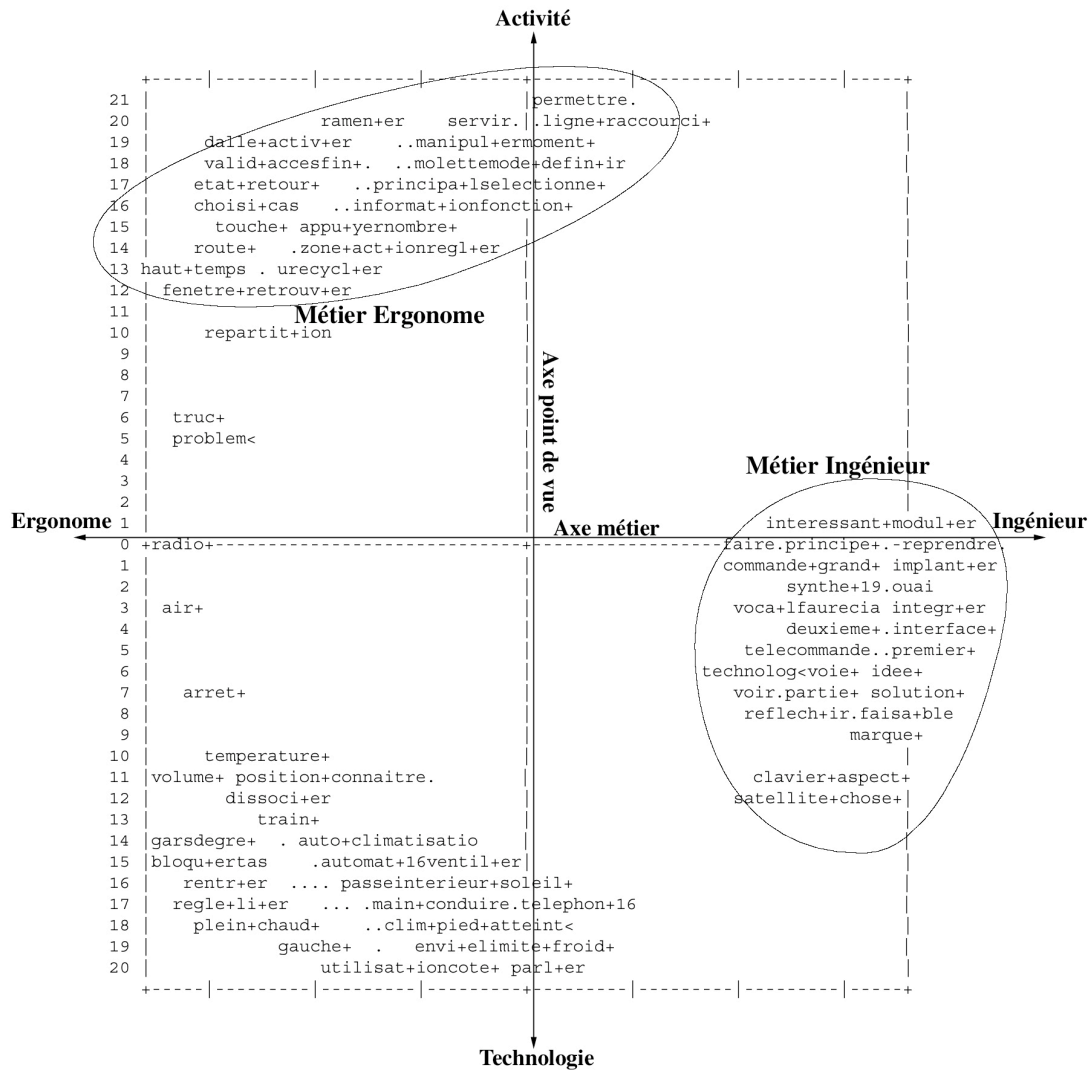 Activité
+-----|---------|---------|---------+---------|---------|---------|-----+
21 | permettre. |
20 | ramen+er servir.| .ligne+raccourci+ |
19 | dalle+activ+er ..manipul+ermoment+ |
18 | valid+accesfin+. ..molettemode+defin+ir |
17 | etat+retour+ ..principa+lselectionne+ |
16 | choisi+cas ..informat+ionfonction+ |
15 | touche+ appu+yernombre+ |
14 | route+ .zone+act+ionregl+er |
13 haut+temps . urecycl+er | |
12 | fenetre+retrouv+er | |
11 | | |
Métier Ergonome
10 | repartit+ion | |
9 | | |
8 | | |
7 | | |
6 | truc+ | |
5 | problem< | |
4 | | |
3 | | |
2 | | |
Axe point de vue
Métier Ingénieur
1 | | interessant+modul+er
Ergonome
Axe métier
Ingénieur
0 +radio+-----------------------------+------------------faire.principe+.-reprendre.
1 | | commande+grand+ implant+er
2 | | synthe+19.ouai
3 | air+ | voca+lfaurecia integr+er
4 | | deuxieme+.interface+
5 | | telecommande..premier+
6 | | technolog<voie+ idee+
7 | arret+ | voir.partie+ solution+
8 | | reflech+ir.faisa+ble
9 | | marque+
10 | temperature+ | |
11 |volume+ position+connaitre. | clavier+aspect+
12 | dissoci+er | satellite+chose+|
13 | train+ | |
14 |garsdegre+ . auto+climatisatio | |
15 |bloqu+ertas .automat+16ventil+er| |
16 | rentr+er .... passeinterieur+soleil+ |
17 | regle+li+er ... .main+conduire.telephon+16 |
18 | plein+chaud+ ..clim+pied+atteint< |
19 | gauche+ . envi+elimite+froid+ |
20 | utilisat+ioncote+ parl+er |
+-----|---------|---------|---------+---------|---------|---------|-----+
Technologie